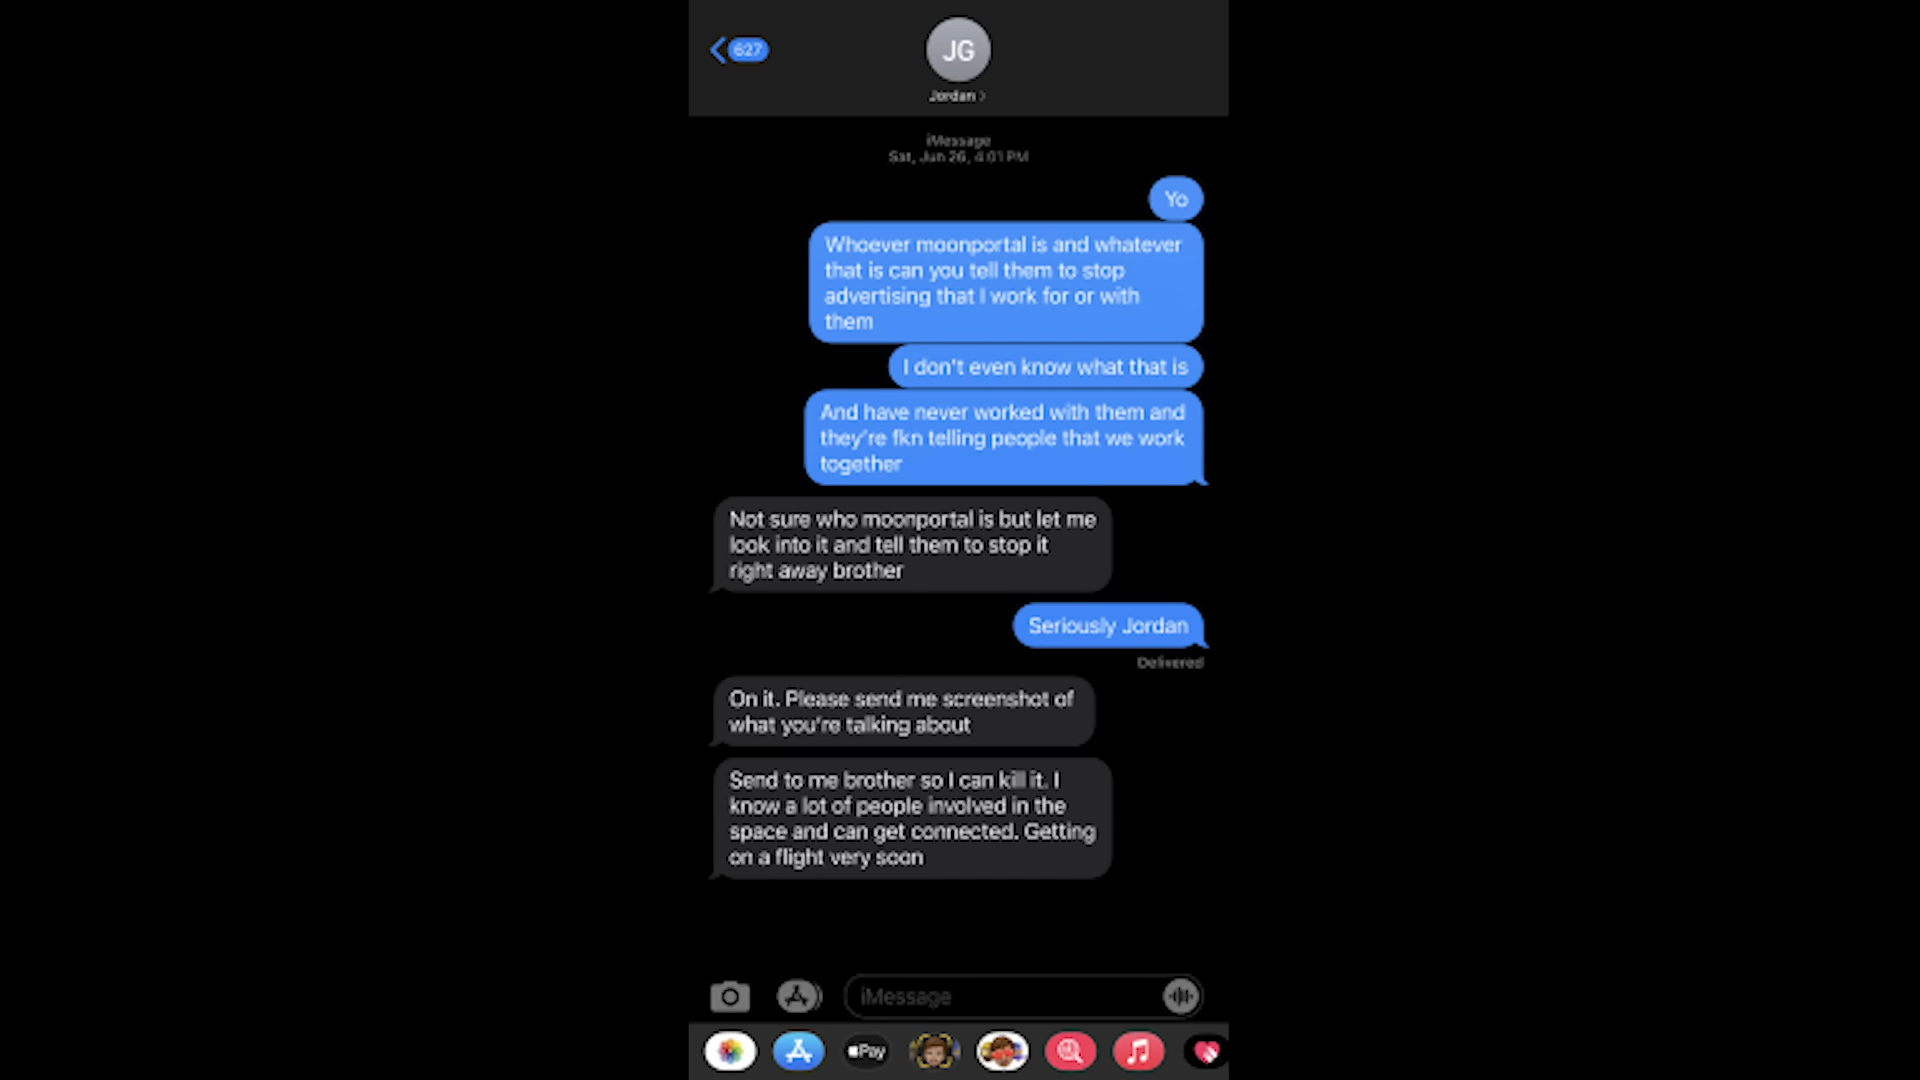 627
JG
Jordan
iMessage
Sat, Jun 26, 4:01 PM
Yo
Whoever moonportal is and whatever
that is can you tell them to stop
advertising that I work for or with
them
I don't even know what that is
And have never worked with them and
they're fkn telling people that we work
together
Not sure who moonportal is but let me
look into it and tell them to stop it
right away brother
Seriously Jordan
Delivered
On it. Please send me screenshot of
what you're talking about
Send to me brother so I can kill it. I
know a lot of people involved in the
space and can get connected. Getting
on a flight very soon
iMessage
Pay